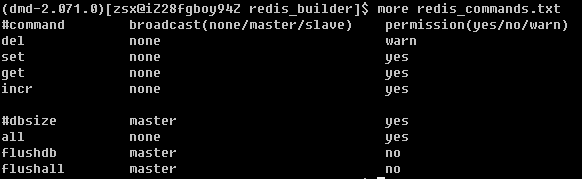 (dmd-2.071.0)[zsx@iZ28fgboy94Z redis_builder]$ more redis_commands.txt
#command broadcast(none/master/slave) permission(yes/no/warn)
del none warn
set none yes
get none yes
incr none yes
#dbsize master yes
all none yes
flushdb master no
flushall master no